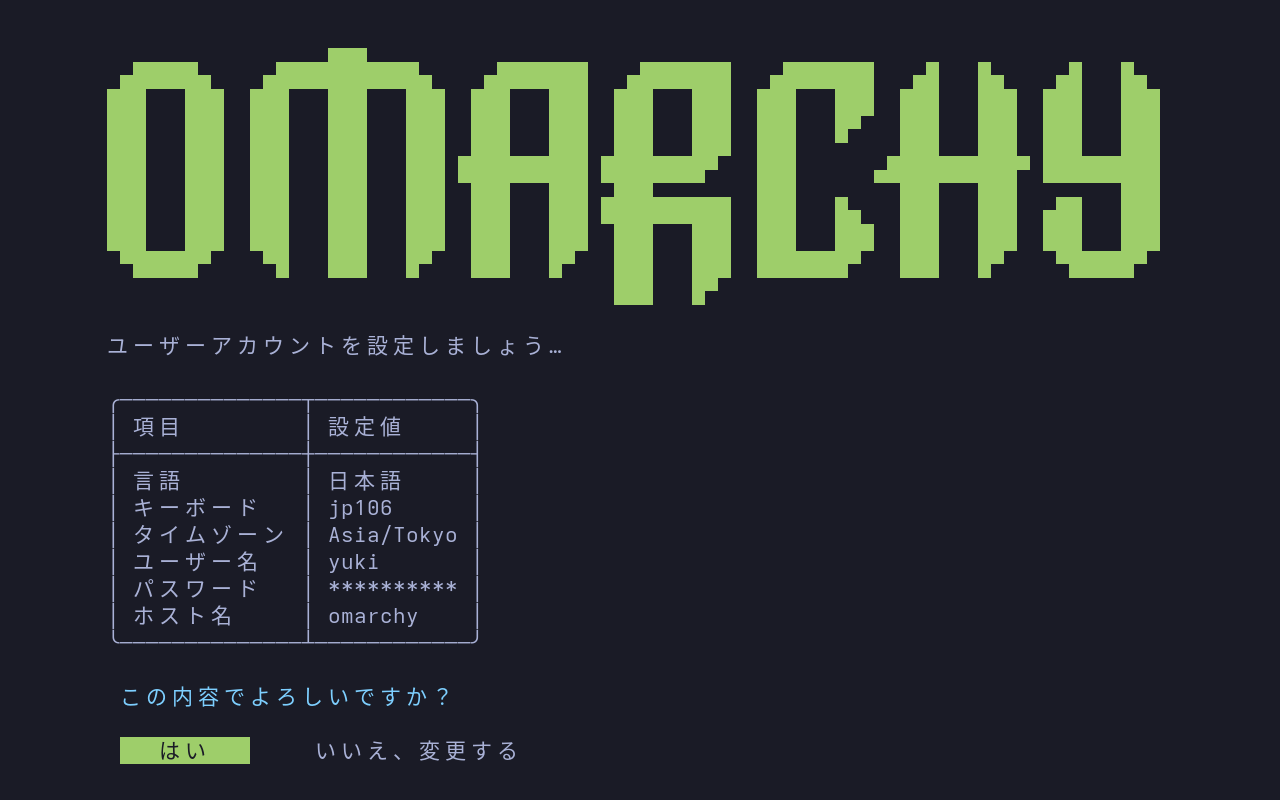 OMARCHY
ユーザーアカウントを設定しましょう…
項目 設定値
言語 日本語
キーボード jp106
タイムゾーン Asia/Tokyo
ユーザー名 yuki
パスワード **********
ホスト名 omarchy
この内容でよろしいですか？
はい いいえ、変更する